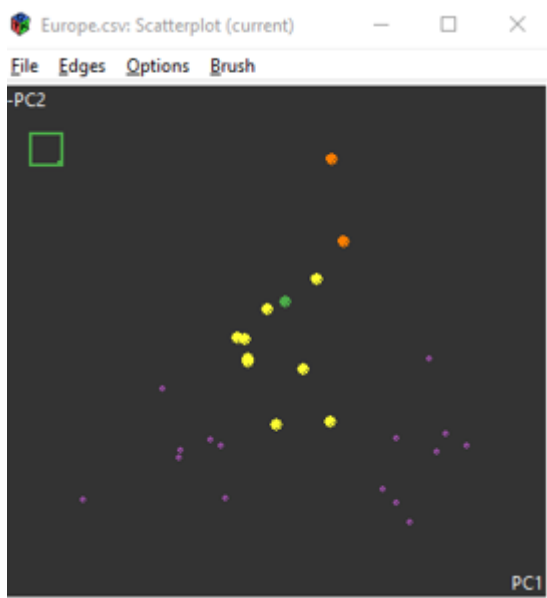 Europe.csv: Scatterplot (current)
File Edges Options Brush
-PC2
PC1